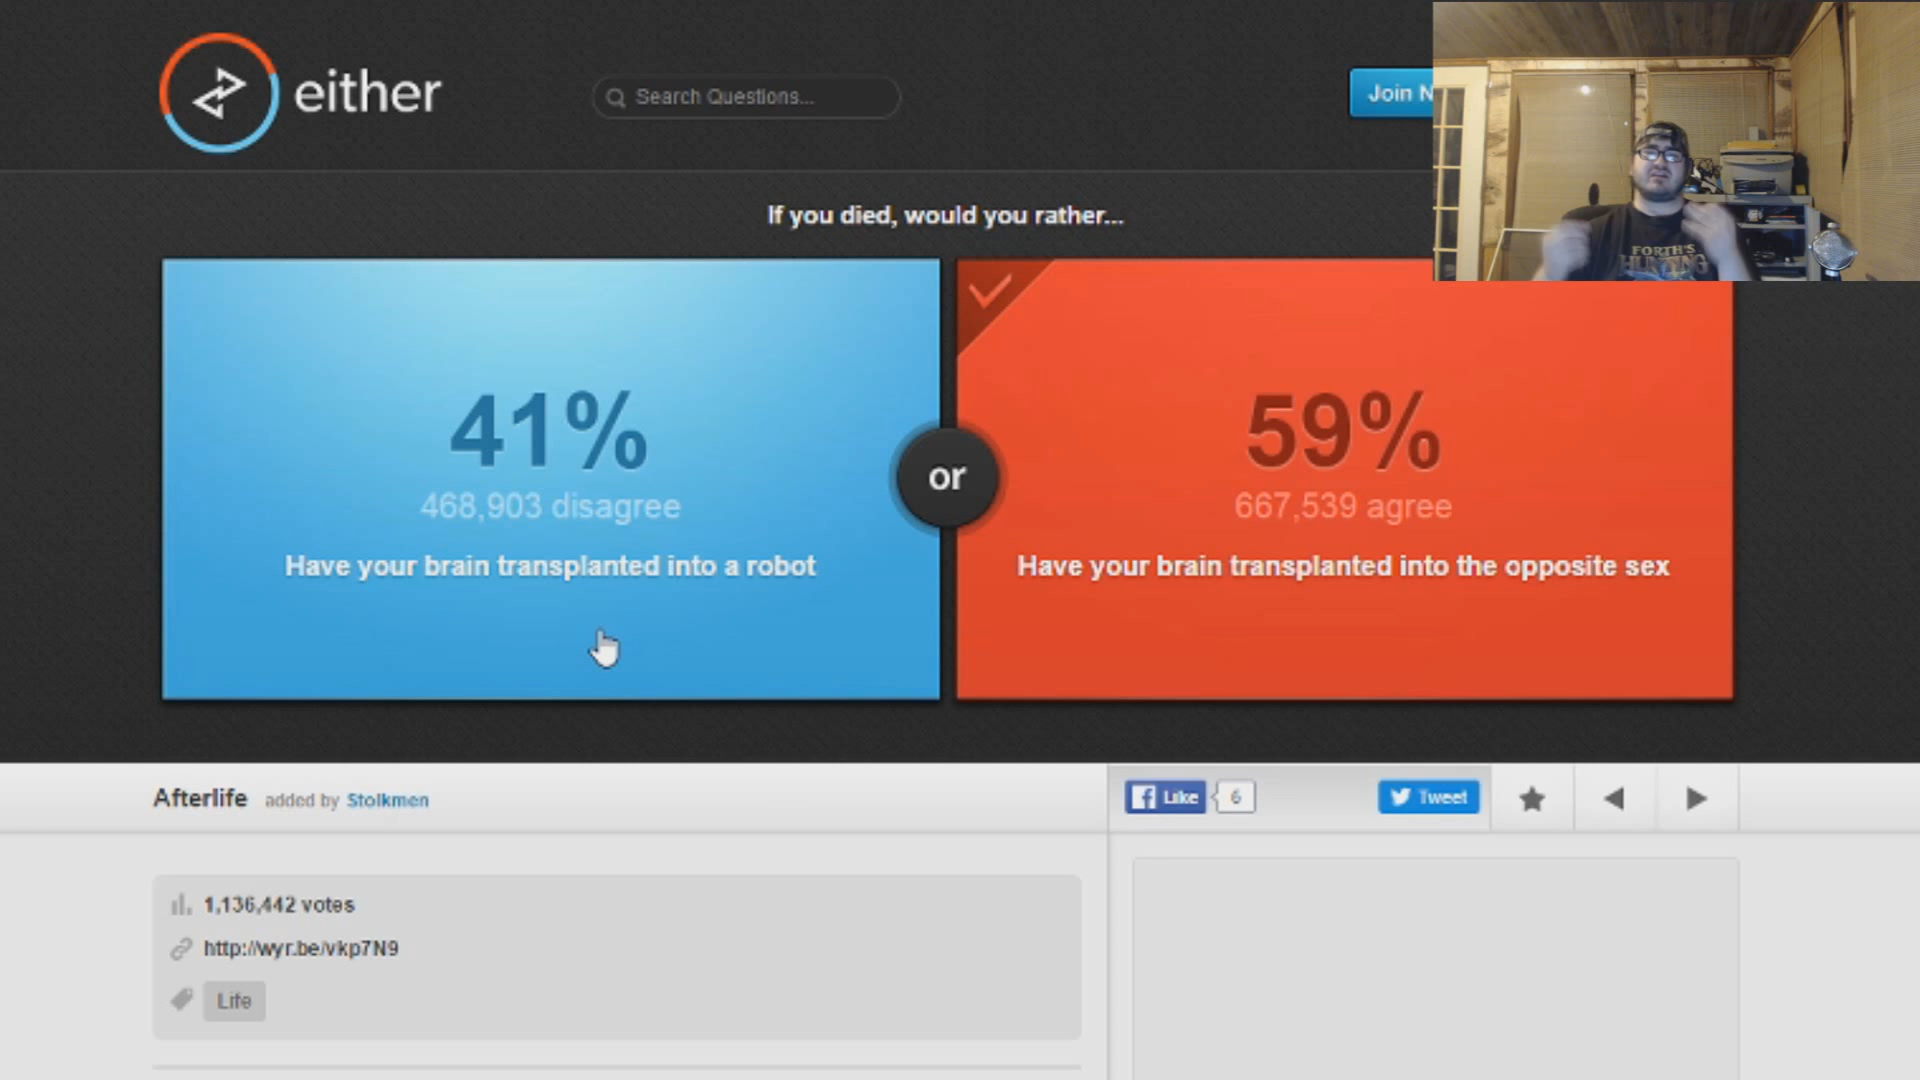 either
Search Questions...
Join N
If you died, would you rather...
41%
468,903 disagree
Have your brain transplanted into a robot
or
59%
667,539 agree
Have your brain transplanted into the opposite sex
FORTH'S
HUNTING
Afterlife added by Stolkmen
Like 6
Tweet
1,136,442 votes
http://wyr.be/vkp7N9
Life